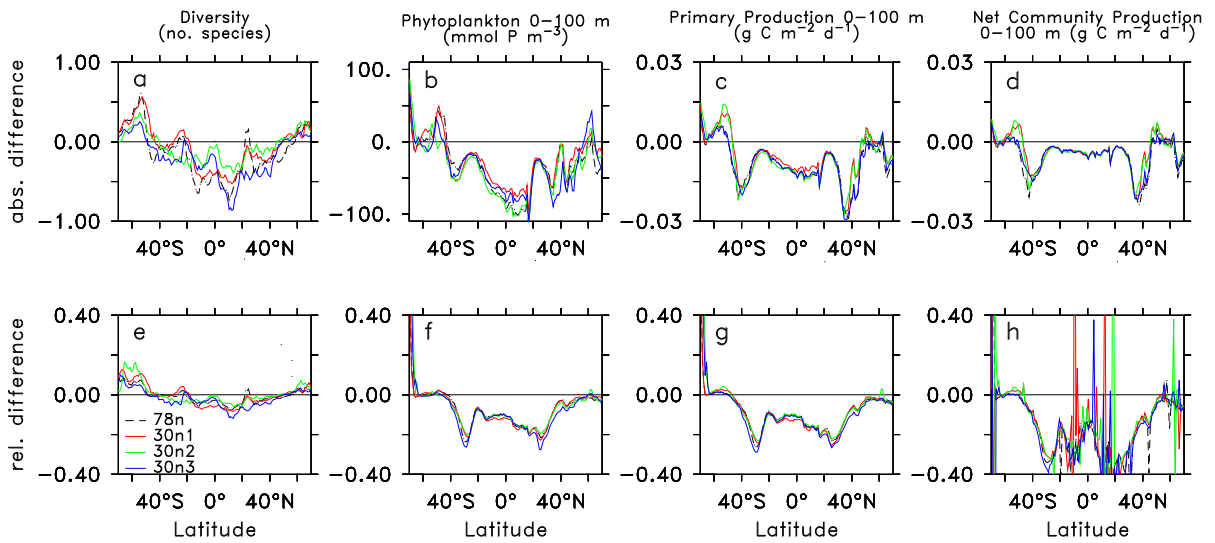 Diversity
(no. species)
Phytoplankton 0−100 m
(mmol P m−3)
Primary Production 0−100 m
(g C m−2 d−1)
Net Community Production
0−100 m (g C m−2 d−1)
abs. difference
1.00
0.00
−1.00
a
40°S 0° 40°N
100.
0.
−100.
b
40°S 0° 40°N
0.03
0.00
−0.03
c
40°S 0° 40°N
0.03
0.00
−0.03
d
40°S 0° 40°N
rel. difference
0.40
0.00
−0.40
e
78n
30n1
30n2
30n3
40°S 0° 40°N
Latitude
0.40
0.00
−0.40
f
40°S 0° 40°N
Latitude
0.40
0.00
−0.40
g
40°S 0° 40°N
Latitude
0.40
0.00
−0.40
h
40°S 0° 40°N
Latitude